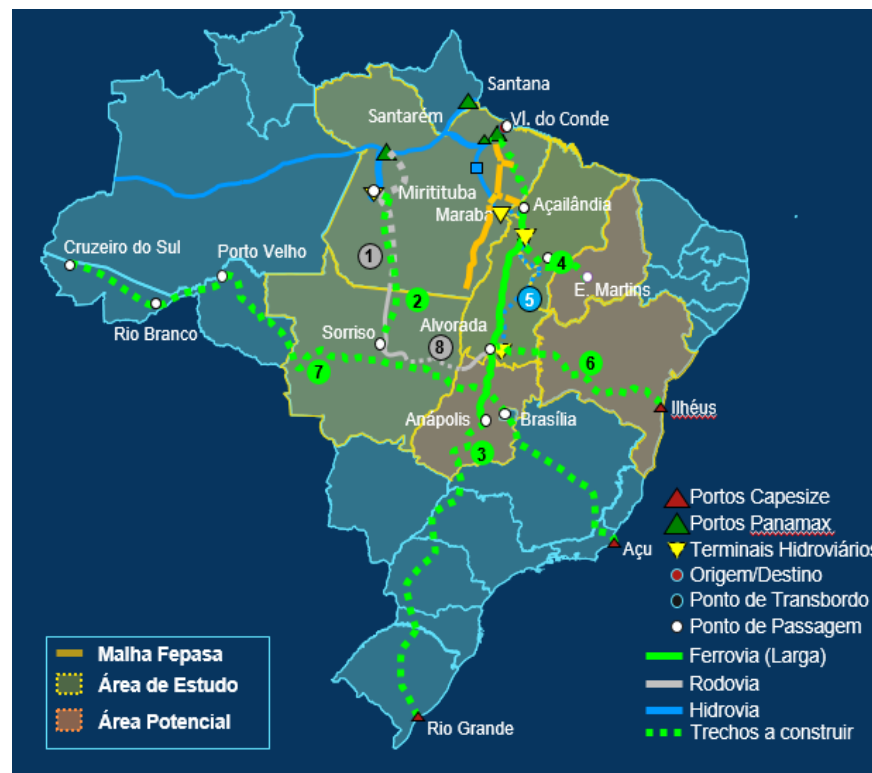 Santana
Santarém
Vl. do Conde
Miritituba
Marabá
Açailândia
Cruzeiro do Sul
Porto Velho
1
4
E. Martins
2
5
Rio Branco
Sorriso
Alvorada
8
6
7
Ilhéus
Anápolis
Brasília
3
Açu
Rio Grande
Portos Capesize
Portos Panamax
Terminais Hidroviários
Origem/Destino
Ponto de Transbordo
Ponto de Passagem
Ferrovia (Larga)
Rodovia
Hidrovia
Trechos a construir
Malha Fepasa
Área de Estudo
Área Potencial